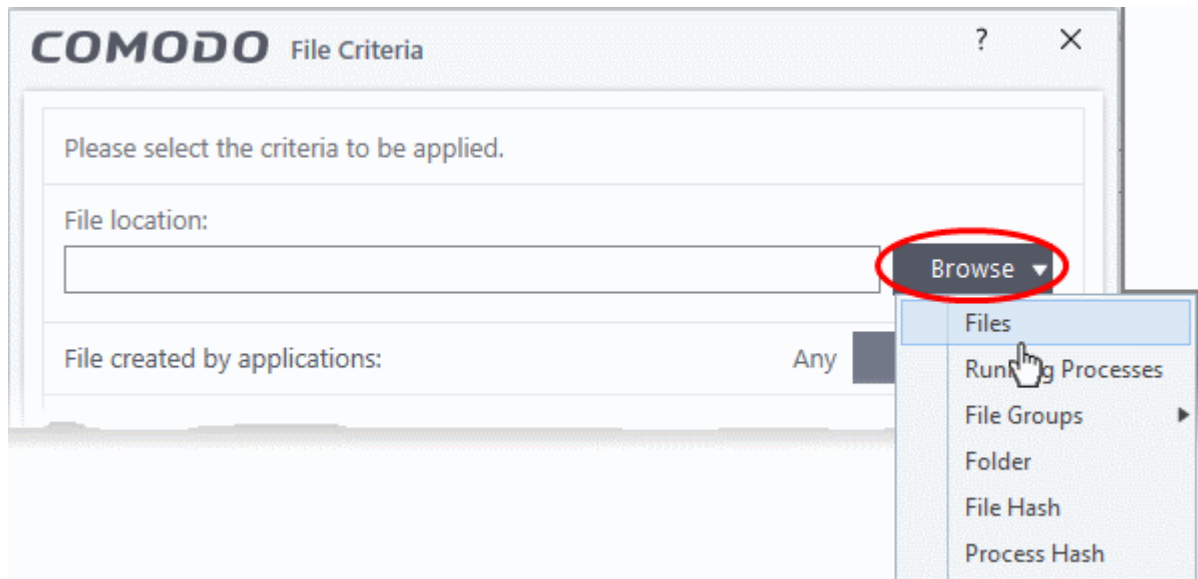 COMODO File Criteria ?
Please select the criteria to be applied.
File location:
Browse
Files
File created by applications: Any
Running Processes
File Groups
Folder
File Hash
Process Hash